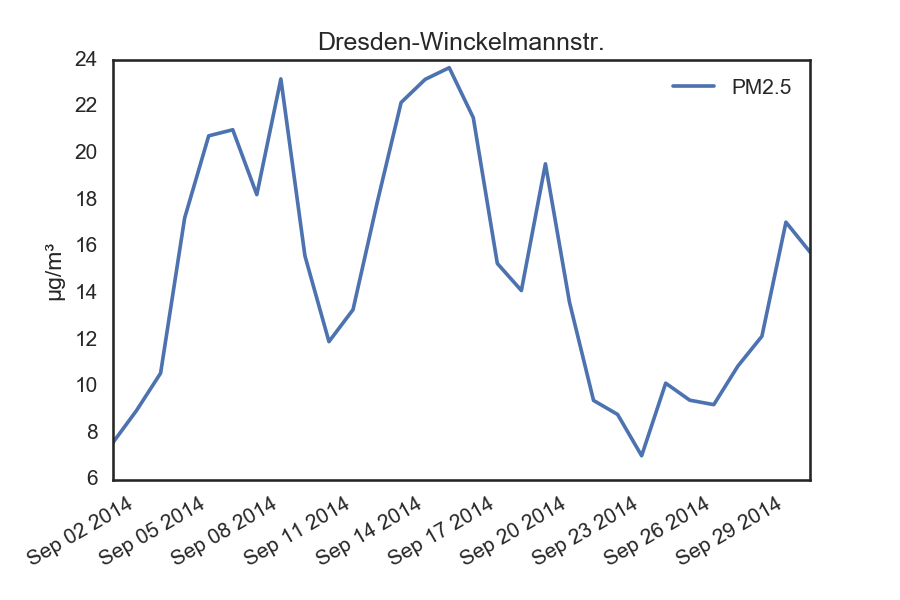 Dresden-Winckelmannstr.
24
22
20
18
16
14
12
10
8
6
µg/m³
PM2.5
Sep 02 2014
Sep 05 2014
Sep 08 2014
Sep 11 2014
Sep 14 2014
Sep 17 2014
Sep 20 2014
Sep 23 2014
Sep 26 2014
Sep 29 2014